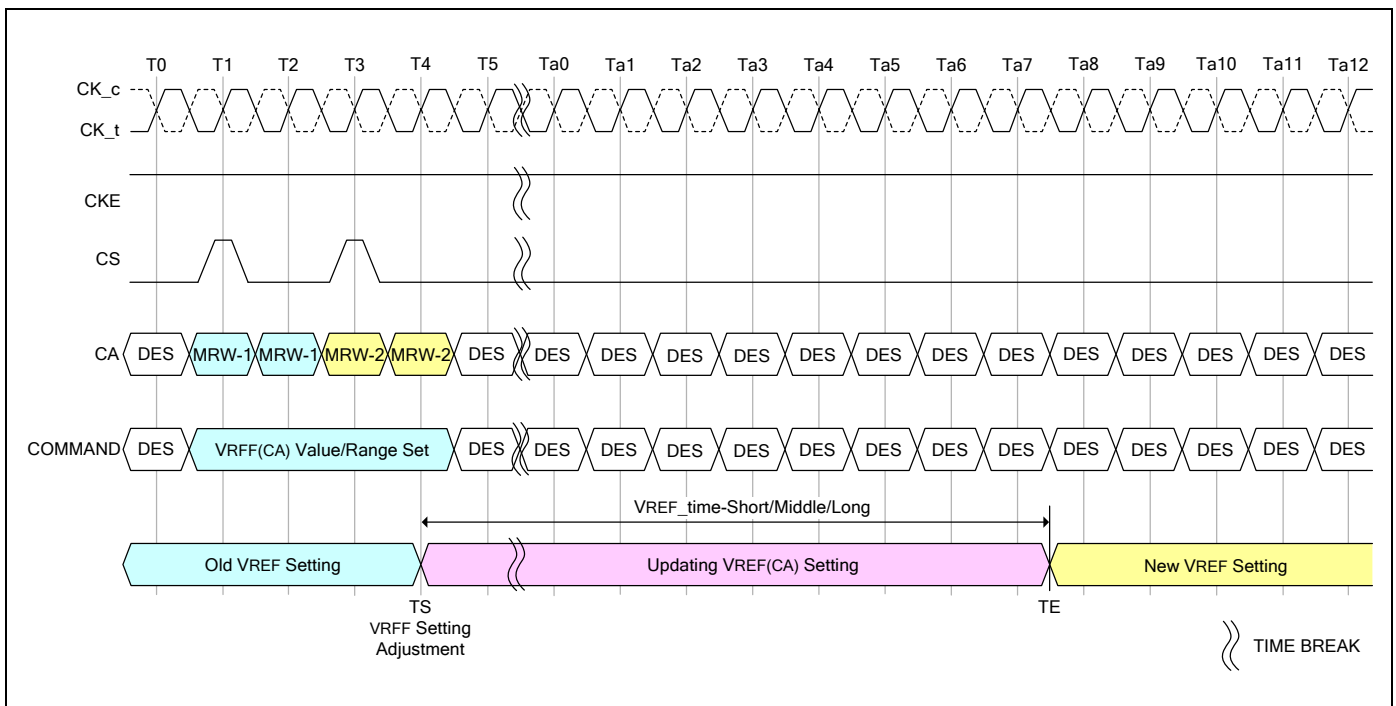 T0 T1 T2 T3 T4 T5 Ta0 Ta1 Ta2 Ta3 Ta4 Ta5 Ta6 Ta7 Ta8 Ta9 Ta10 Ta11 Ta12
CK_c
CK_t
CKE
CS
CA DES MRW-1 MRW-1 MRW-2 MRW-2 DES DES DES DES DES DES DES DES DES DES DES DES DES DES
COMMAND DES VRFF(CA) Value/Range Set DES DES DES DES DES DES DES DES DES DES DES DES DES DES
VREF_time-Short/Middle/Long
Old VREF Setting Updating VREF(CA) Setting New VREF Setting
TS TE
VRFF Setting
Adjustment
TIME BREAK